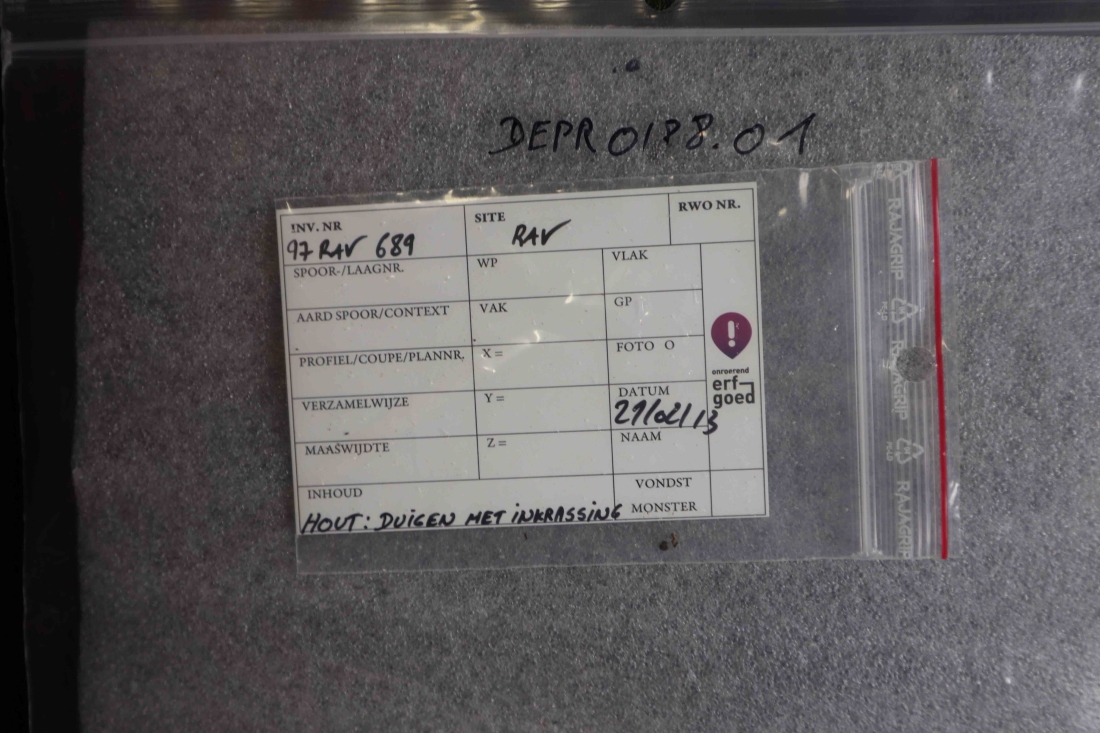 DEPR 0188.01
INV. NR
97 RAV 689
SITE
RAV
RWO NR.
SPOOR-/LAAGNR.
WP
VLAK
AARD SPOOR/CONTEXT
VAK
GP
PROFIEL/COUPE/PLANNR.
X =
FOTO O
VERZAMELWIJZE
Y =
DATUM
21/02/13
MAASWIJDTE
Z =
NAAM
INHOUD
HOUT: DUIGEN MET INKRASSING
VONDST
MONSTER
onroerend
erf
goed
RAJAGRIP
RAJAGRIP
RAJAGRIP